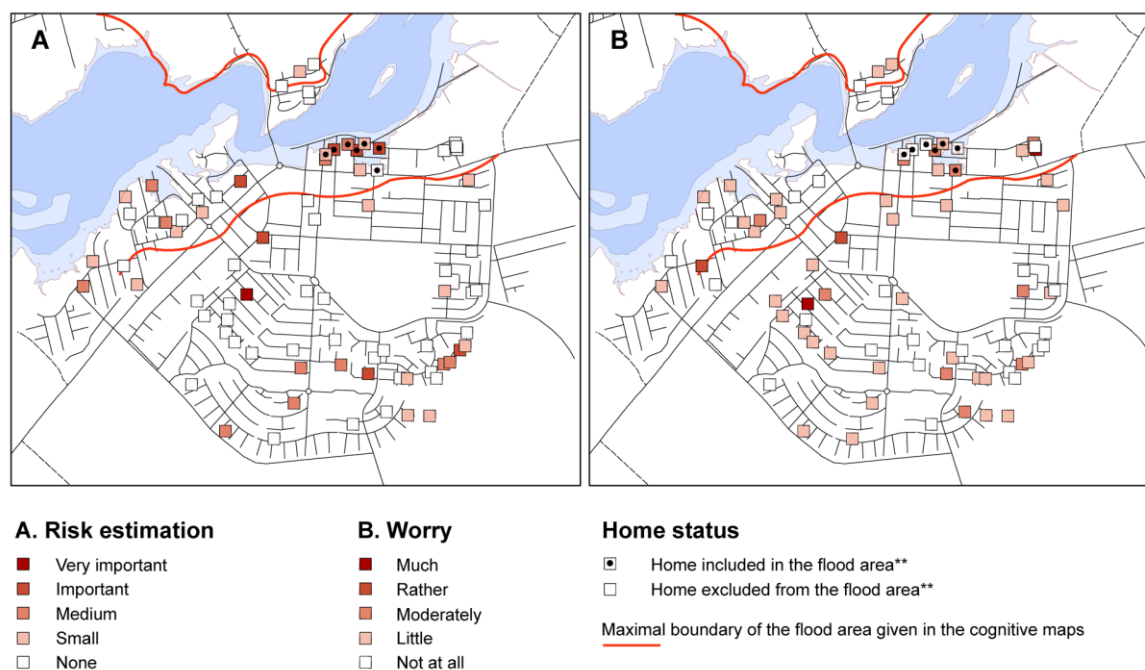 A
B
A. Risk estimation
Very important
Important
Medium
Small
None
B. Worry
Much
Rather
Moderately
Little
Not at all
Home status
Home included in the flood area**
Home excluded from the flood area**
Maximal boundary of the flood area given in the cognitive maps